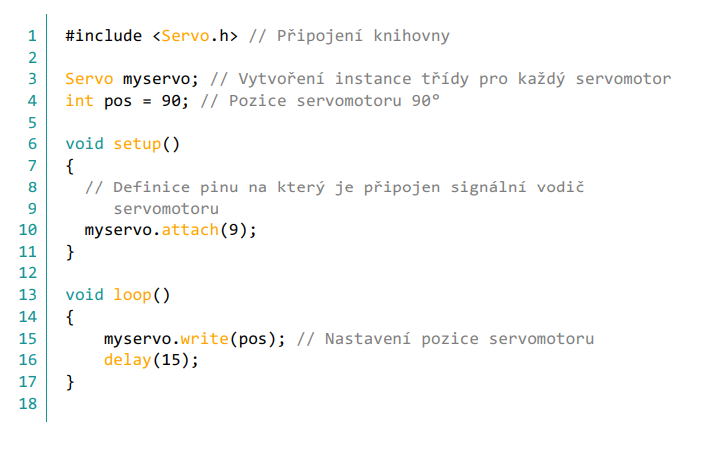 1 #include <Servo.h> // Připojení knihovny
2
3 Servo myservo; // Vytvoření instance třídy pro každý servomotor
4 int pos = 90; // Pozice servomotoru 90°
5
6 void setup()
7 {
8   // Definice pinu na který je připojen signální vodič
9      servomotoru
10   myservo.attach(9);
11 }
12
13 void loop()
14 {
15     myservo.write(pos); // Nastavení pozice servomotoru
16     delay(15);
17 }
18